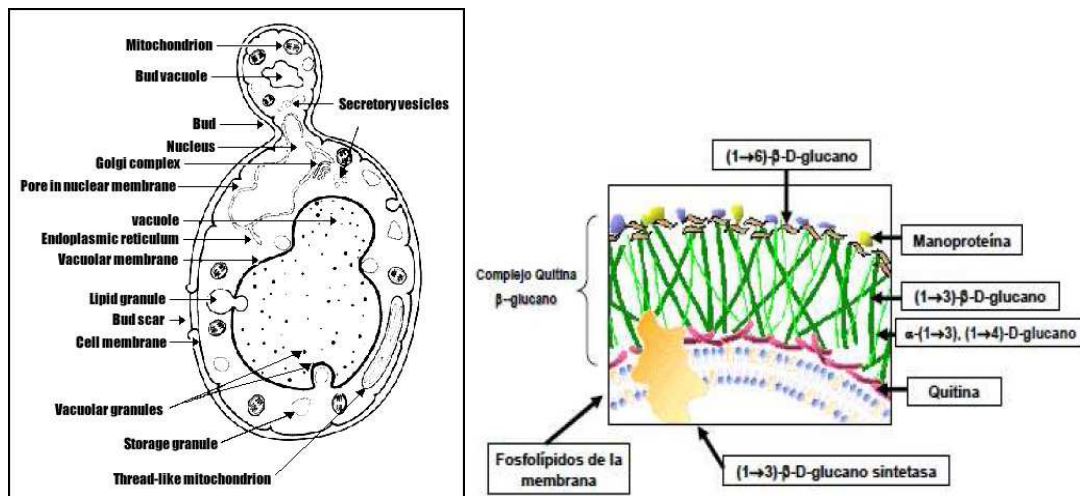 Mitochondrion
Bud vacuole
Secretory vesicles
Bud
Nucleus
Golgi complex
Pore in nuclear membrane
vacuole
Endoplasmic reticulum
Vacuolar membrane
Lipid granule
Bud scar
Cell membrane
Vacuolar granules
Storage granule
Thread-like mitochondrion
(1→6)-β-D-glucano
Complejo Quitina
β-glucano
Manoproteína
(1→3)-β-D-glucano
α-(1→3), (1→4)-D-glucano
Quitina
Fosfolípidos de la
membrana
(1→3)-β-D-glucano sintetasa